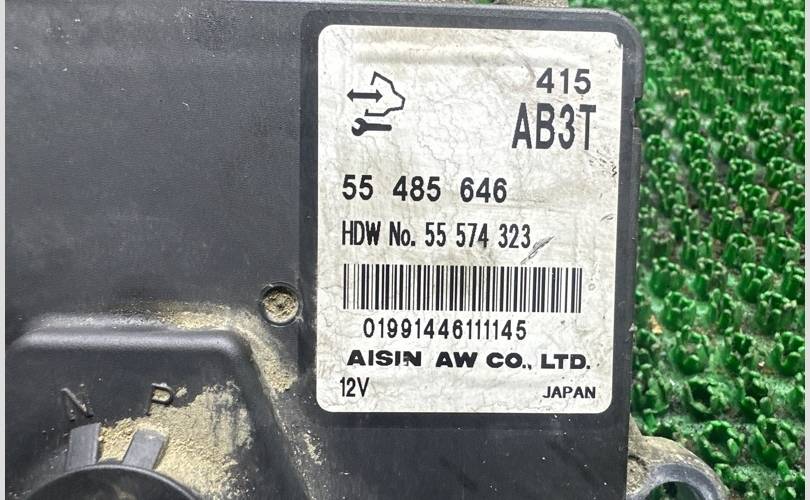 415
AB3T
55 485 646
HDW No. 55 574 323
01991446111145
AISIN AW CO., LTD.
12V JAPAN
N P